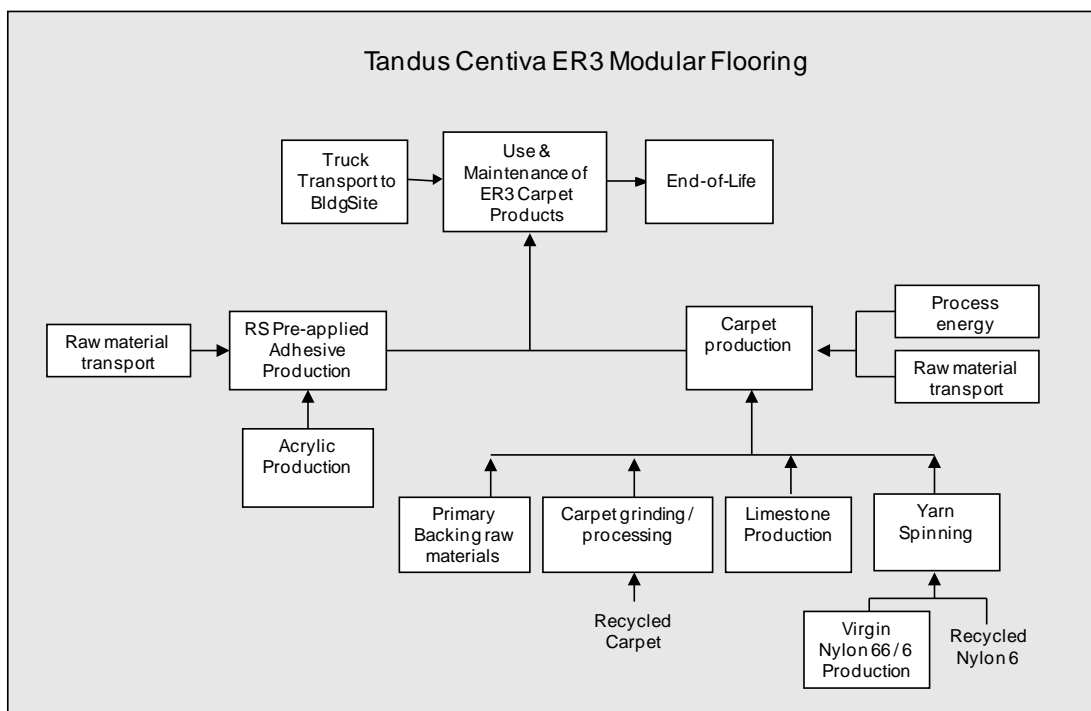 Tandus Centiva ER3 Modular Flooring
Truck
Transport to
Bldg Site
Use &
Maintenance of
ER3 Carpet
Products
End-of-Life
Raw material
transport
RS Pre-applied
Adhesive
Production
Carpet
production
Process
energy
Raw material
transport
Acrylic
Production
Primary
Backing raw
materials
Carpet grinding /
processing
Limestone
Production
Yarn
Spinning
Recycled
Carpet
Virgin
Nylon 66 / 6
Production
Recycled
Nylon 6